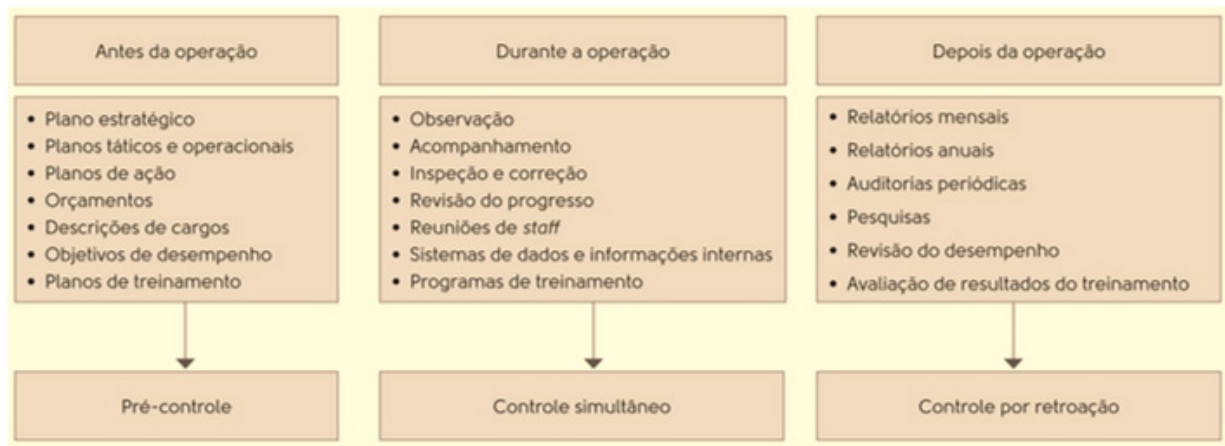 Antes da operação
• Plano estratégico
• Planos táticos e operacionais
• Planos de ação
• Orçamentos
• Descrições de cargos
• Objetivos de desempenho
• Planos de treinamento
Pré-controle
Durante a operação
• Observação
• Acompanhamento
• Inspeção e correção
• Revisão do progresso
• Reuniões de staff
• Sistemas de dados e informações internas
• Programas de treinamento
Controle simultâneo
Depois da operação
• Relatórios mensais
• Relatórios anuais
• Auditorias periódicas
• Pesquisas
• Revisão do desempenho
• Avaliação de resultados do treinamento
Controle por retroação